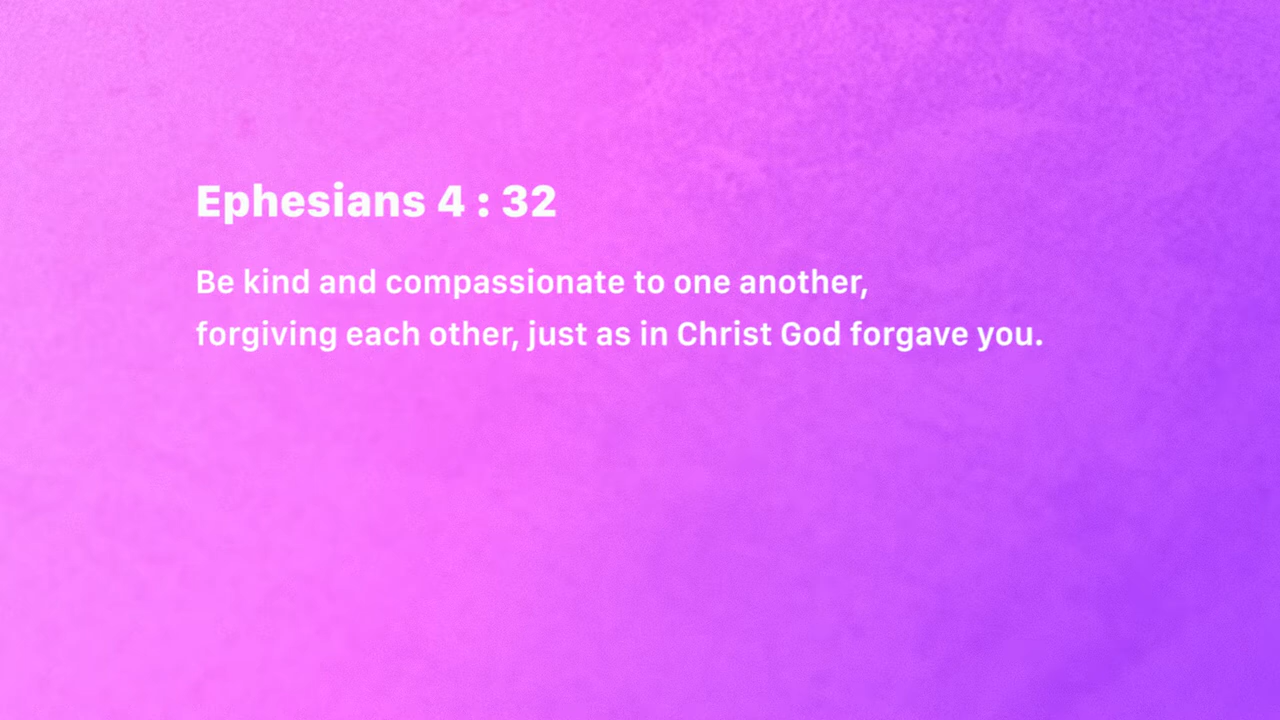 Ephesians 4 : 32
Be kind and compassionate to one another,
forgiving each other, just as in Christ God forgave you.